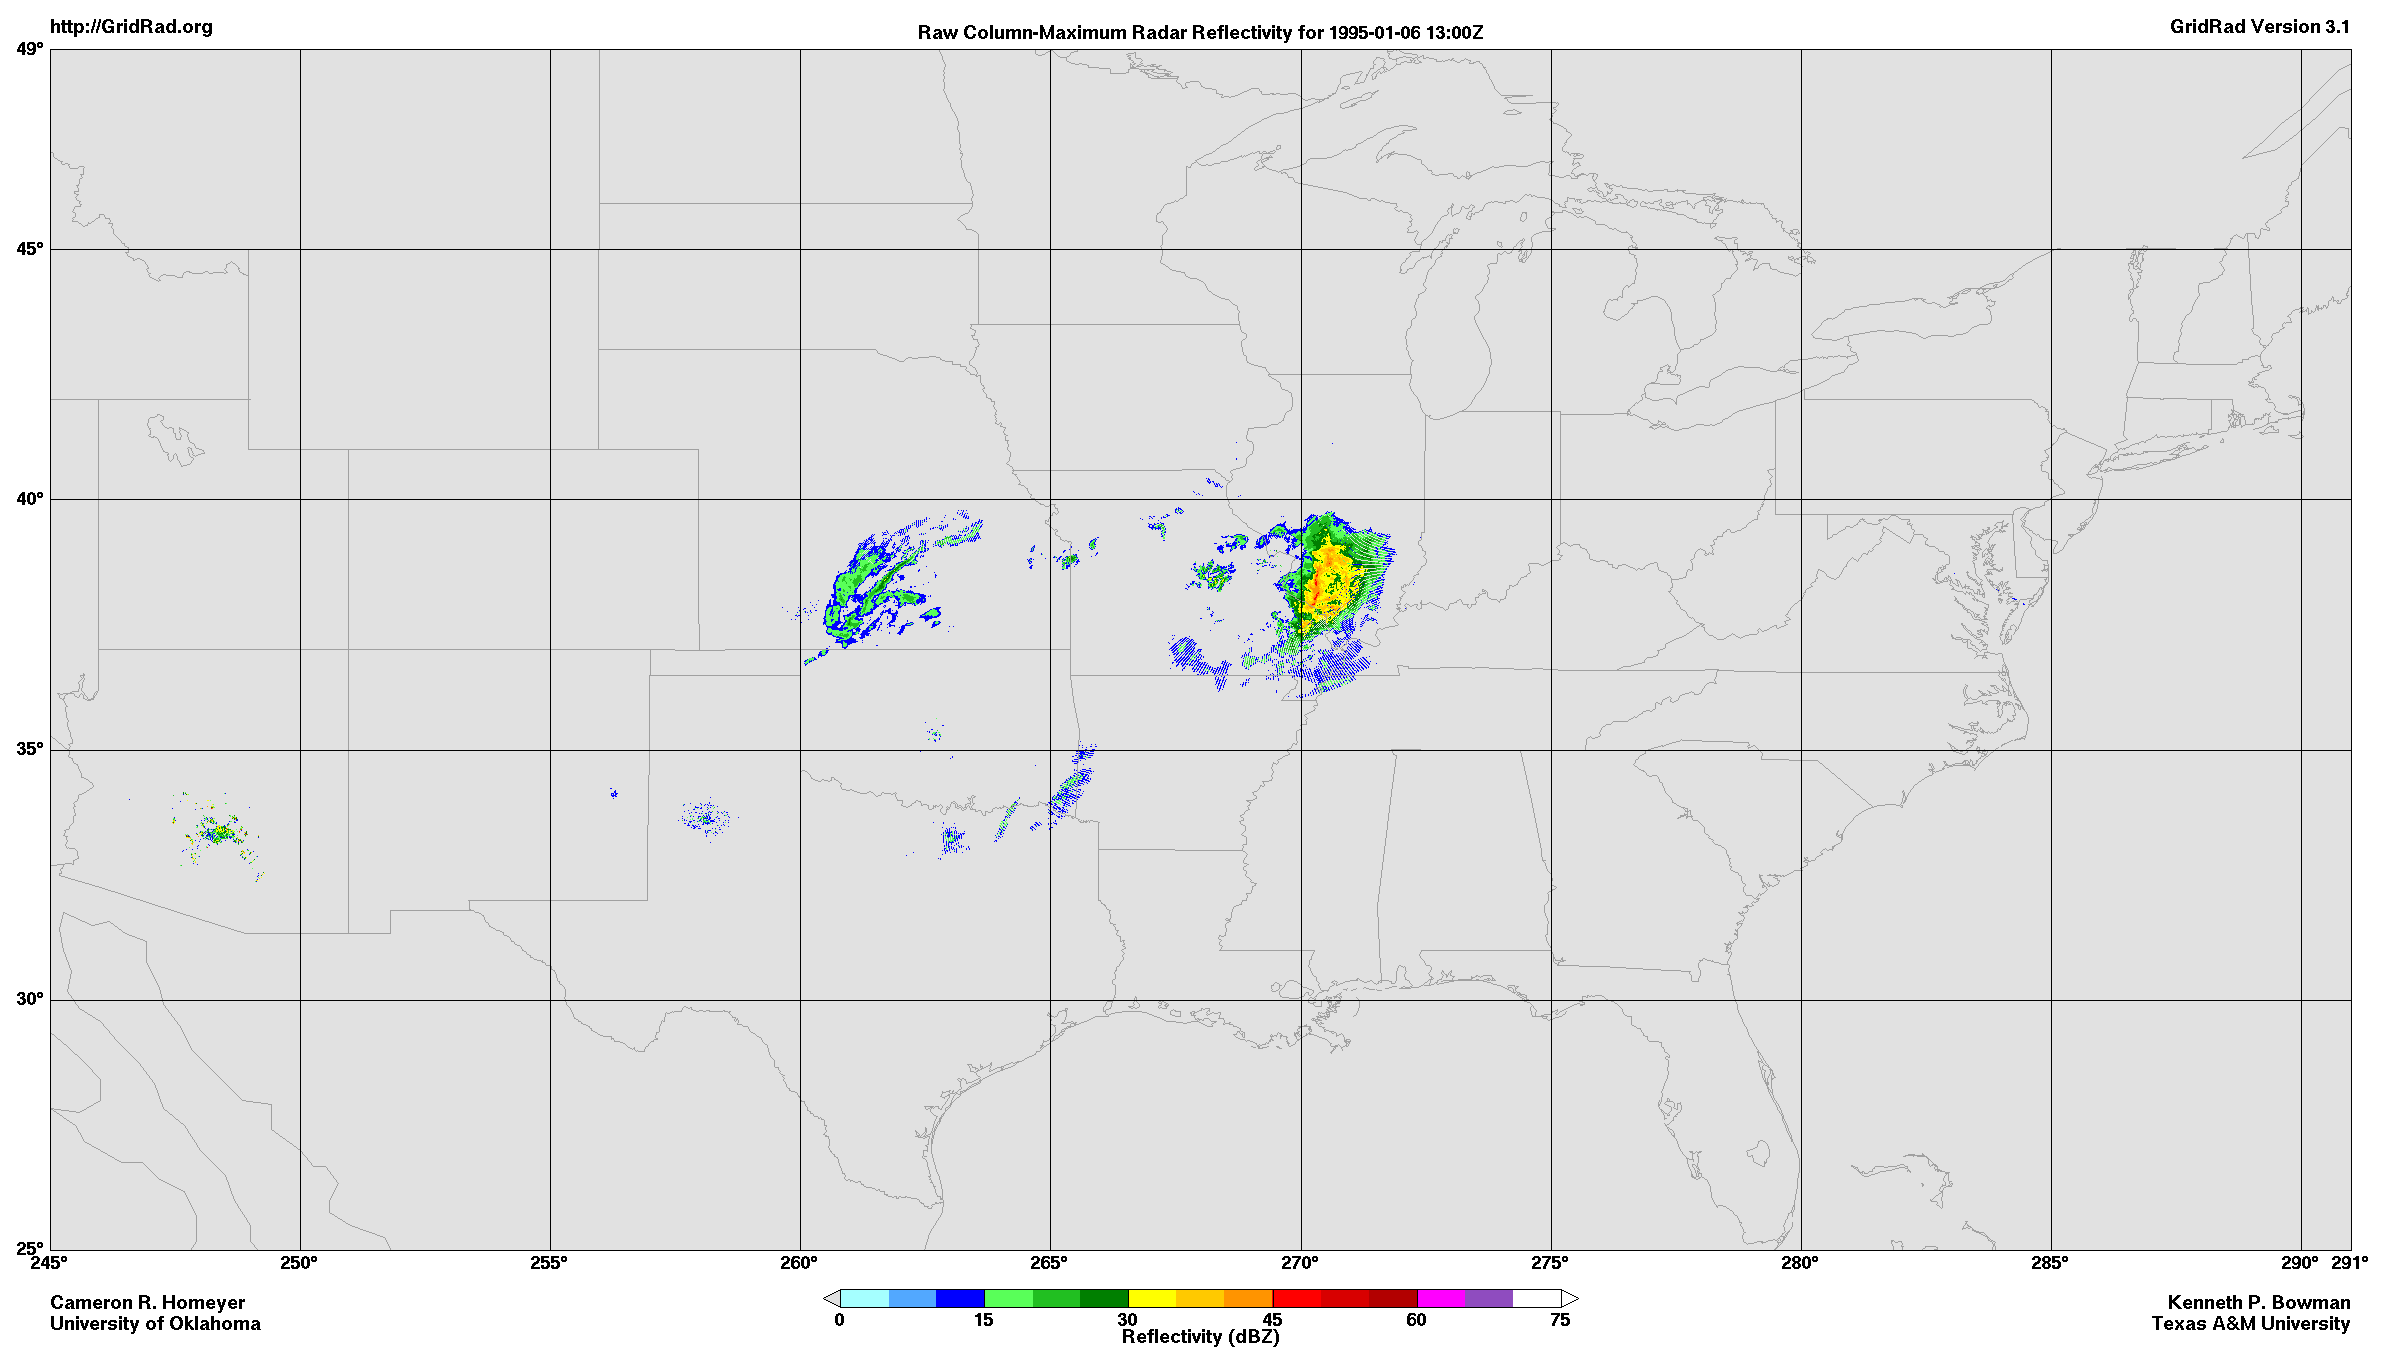 http://GridRad.org
Raw Column-Maximum Radar Reflectivity for 1995-01-06 13:00Z
GridRad Version 3.1
49°
45°
40°
35°
30°
25°
245°
250°
255°
260°
265°
270°
275°
280°
285°
290°
291°
0
15
30
45
60
75
Reflectivity (dBZ)
Cameron R. Homeyer
University of Oklahoma
Kenneth P. Bowman
Texas A&M University